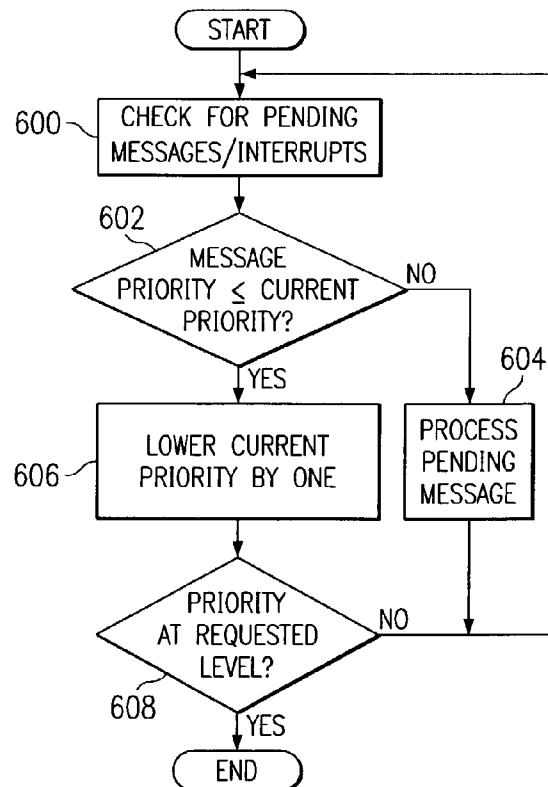 START
600
CHECK FOR PENDING
MESSAGES/INTERRUPTS
602
MESSAGE
PRIORITY ≤ CURRENT
PRIORITY?
NO
YES
604
PROCESS
PENDING
MESSAGE
606
LOWER CURRENT
PRIORITY BY ONE
PRIORITY
AT REQUESTED
LEVEL?
NO
608
YES
END